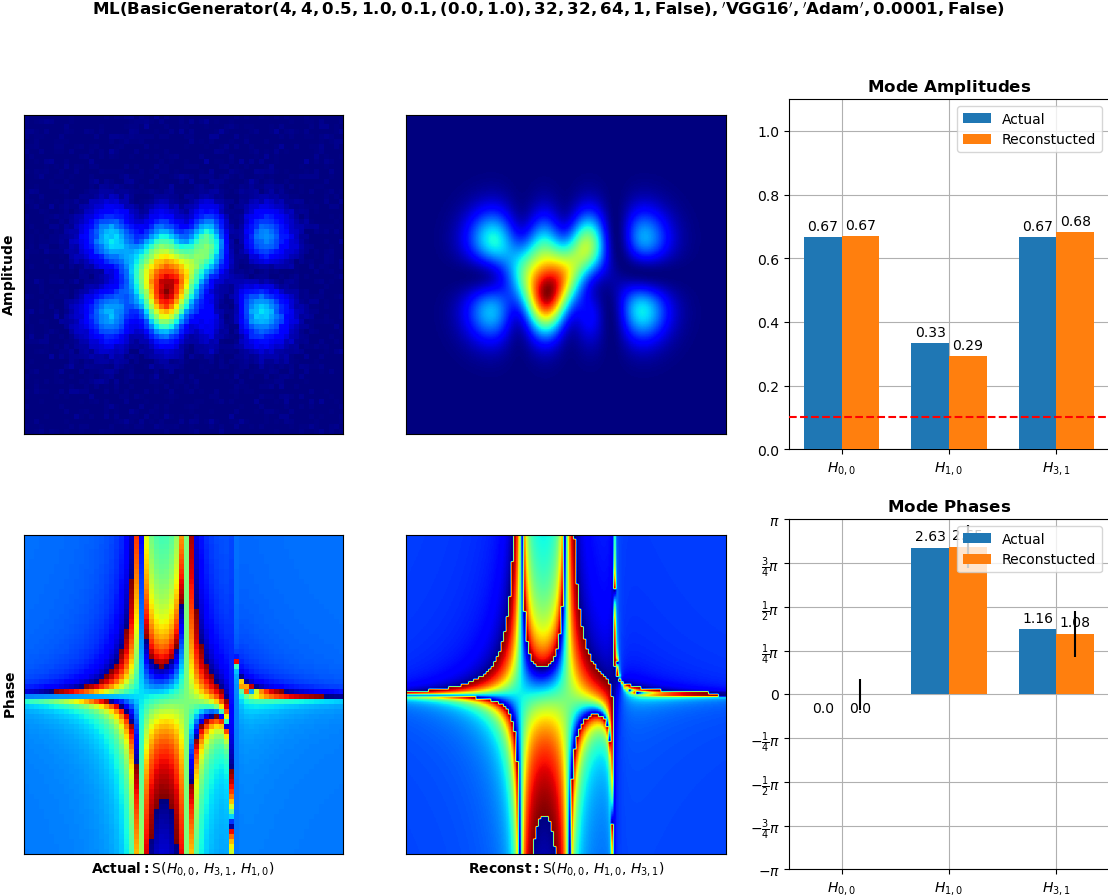 ML(BasicGenerator(4, 4, 0.5, 1.0, 0.1, (0.0, 1.0), 32, 32, 64, 1, False), ′VGG16′, ′Adam′, 0.0001, False)
Amplitude
Mode Amplitudes
Actual
Reconstucted
1.0
0.8
0.6
0.4
0.2
0.0
0.67 0.67
0.33 0.29
0.67 0.68
H0,0 H1,0 H3,1
Phase
Actual: S(H0,0, H3,1, H1,0)
Reconst: S(H0,0, H1,0, H3,1)
Mode Phases
Actual
Reconstucted
π
3/4π
1/2π
1/4π
0
−1/4π
−1/2π
−3/4π
−π
0.0 0.0
2.63
1.16 1.08
H0,0 H1,0 H3,1